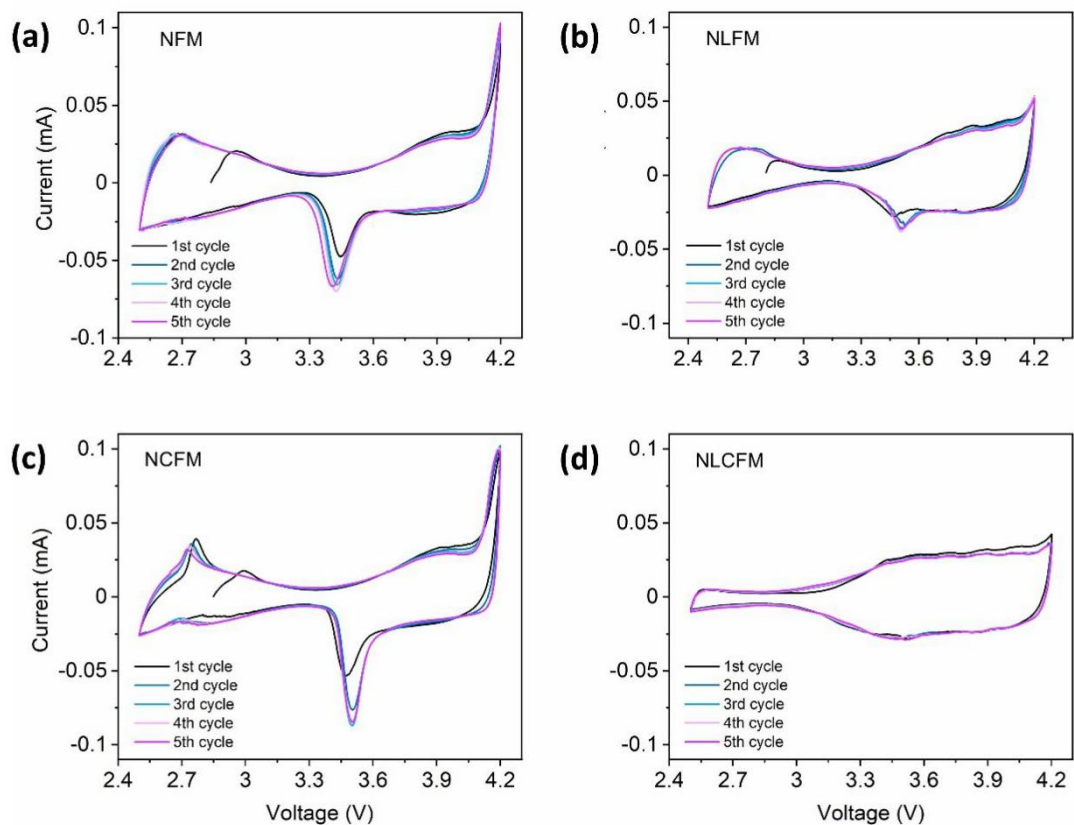 (a)
NFM
Current (mA)
0.1
0.05
0
-0.05
-0.1
1st cycle
2nd cycle
3rd cycle
4th cycle
5th cycle
2.4 2.7 3 3.3 3.6 3.9 4.2
(b)
NLFM
0.1
0.05
0
-0.05
-0.1
1st cycle
2nd cycle
3rd cycle
4th cycle
5th cycle
2.4 2.7 3 3.3 3.6 3.9 4.2
(c)
NCFM
Current (mA)
0.1
0.05
0
-0.05
-0.1
1st cycle
2nd cycle
3rd cycle
4th cycle
5th cycle
2.4 2.7 3 3.3 3.6 3.9 4.2
Voltage (V)
(d)
NLCFM
0.1
0.05
0
-0.05
-0.1
1st cycle
2nd cycle
3rd cycle
4th cycle
5th cycle
2.4 2.7 3 3.3 3.6 3.9 4.2
Voltage (V)